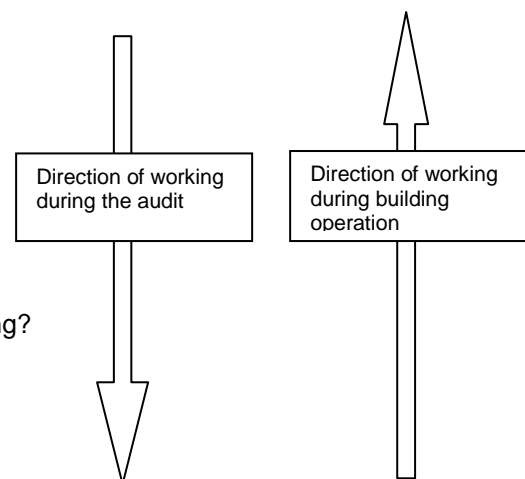 Direction of working
during the audit
Direction of working
during building
operation
g?